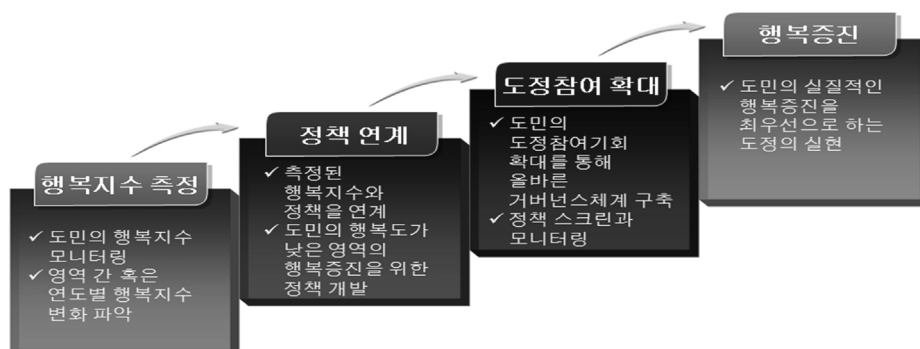 행복지수 측정
✓ 도민의 행복지수
모니터링
✓ 영역 간 혹은
연도별 행복지수
변화 파악
정책 연계
✓ 측정된
행복지수와
정책을 연계
✓ 도민의 행복도가
낮은 영역의
행복증진을 위한
정책 개발
도정참여 확대
✓ 도민의
도정참여기회
확대를 통해
올바른
거버넌스체계 구축
✓ 정책 스크린과
모니터링
행복증진
✓ 도민의 실질적인
행복증진을
최우선으로 하는
도정의 실현